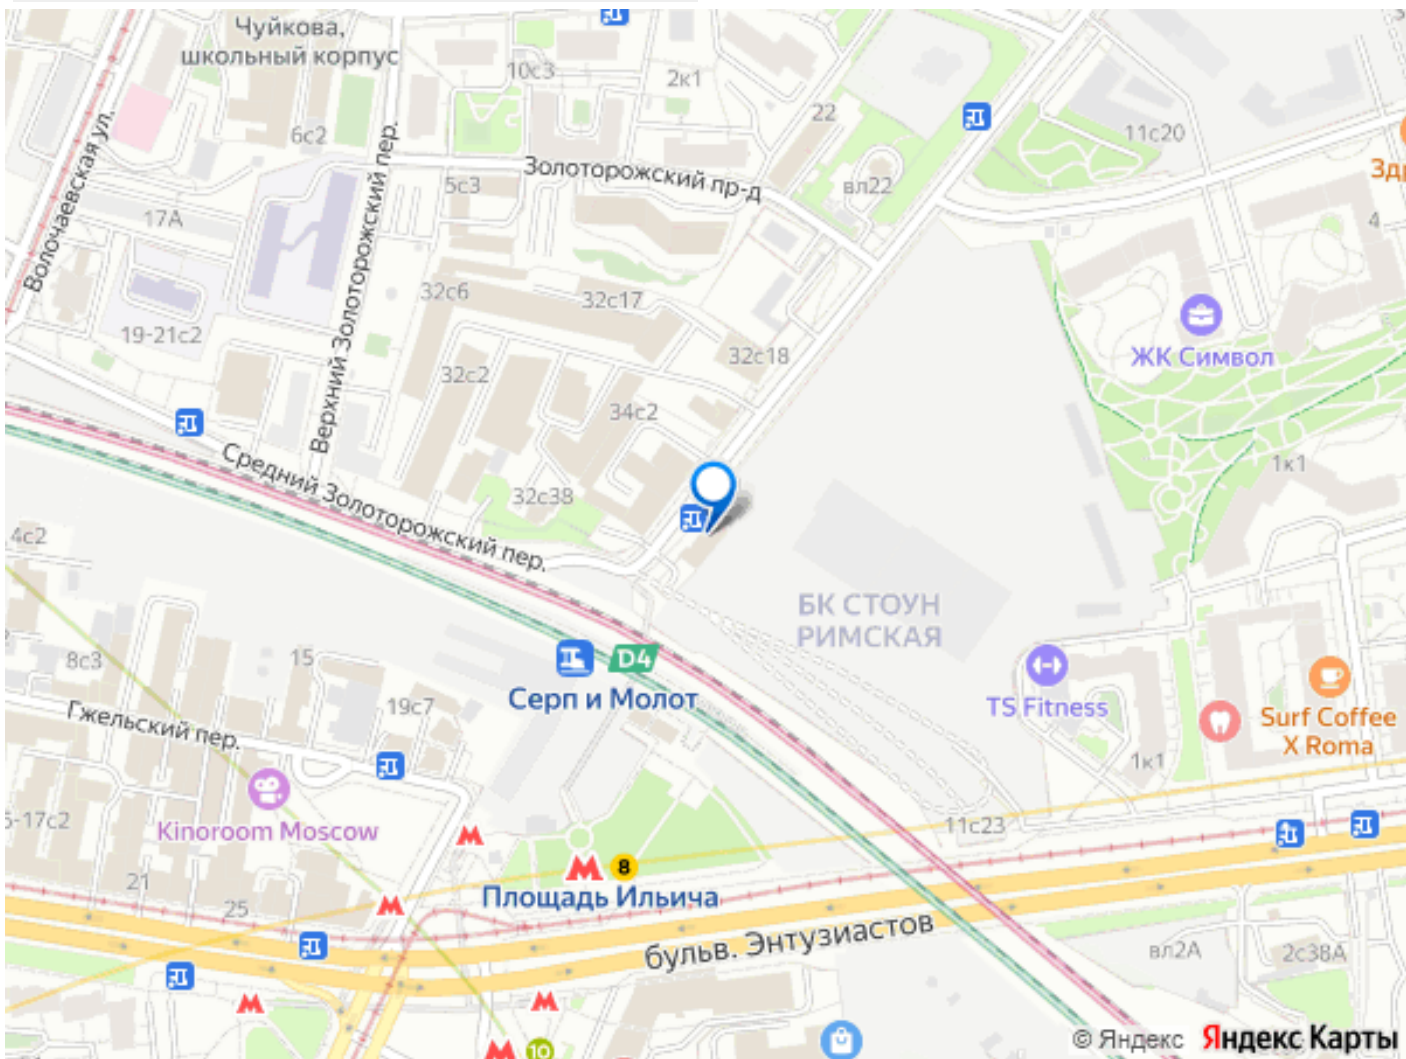 Чуйкова,
школьный корпус
10с3
2к1
22
11с20
6с2
Волочаевская ул.
Верхний Золоторожский пер.
Золоторожский пр-д
5с3
вл22
17А
4
32с6
32с17
19-21с2
32с18
ЖК Символ
32с2
34с2
1к1
Средний Золоторожский пер.
32с38
4с2
БК СТОУН
РИМСКАЯ
8с3
15
D4
Серп и Молот
19с7
TS Fitness
Surf Coffee
X Roma
Гжельский пер.
1к1
Kinoroom Moscow
11с23
8
Площадь Ильича
21
25
бульв. Энтузиастов
вл2А
2с38А
10
© Яндекс Яндекс Карты